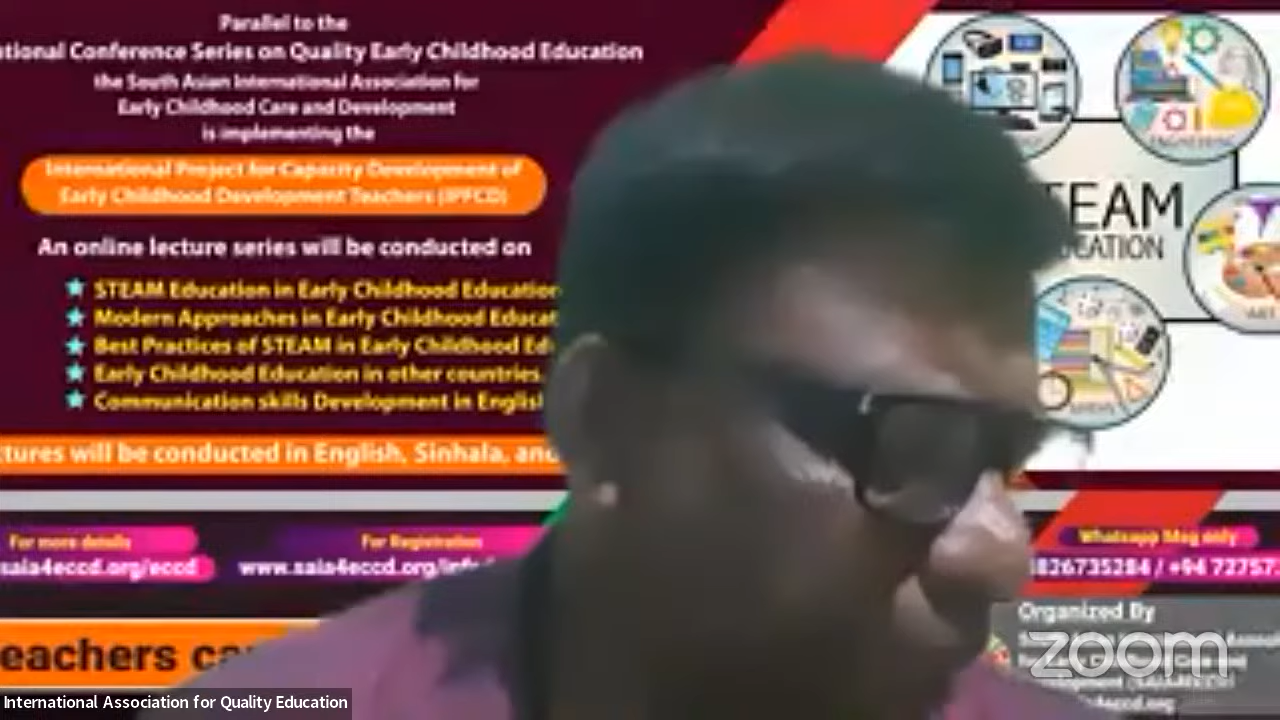 Parallel to the
tional Conference Series on Quality Early Childhood Education
the South Asian International Association for
Early Childhood Care and Development
is implementing the
International Project for Capacity Development of
Early Childhood Development Teachers (IPFCD)
An online lecture series will be conducted on
STEAM Education in Early Childhood Education
Modern Approaches in Early Childhood Educat
Best Practices of STEAM in Early Childhood Ed
Early Childhood Education in other countries
Communication skills Development in Englis
ctures will be conducted in English, Sinhala, and
ENGINEERING
TEAM
UCATION
ART
For more details
saia4eccd.org/eccd
For Registration
www.saia4eccd.org/inf
Whatsapp Msg only
826735284 / +94 72757
Organized By
eachers ca
zoom
International Association for Quality Education